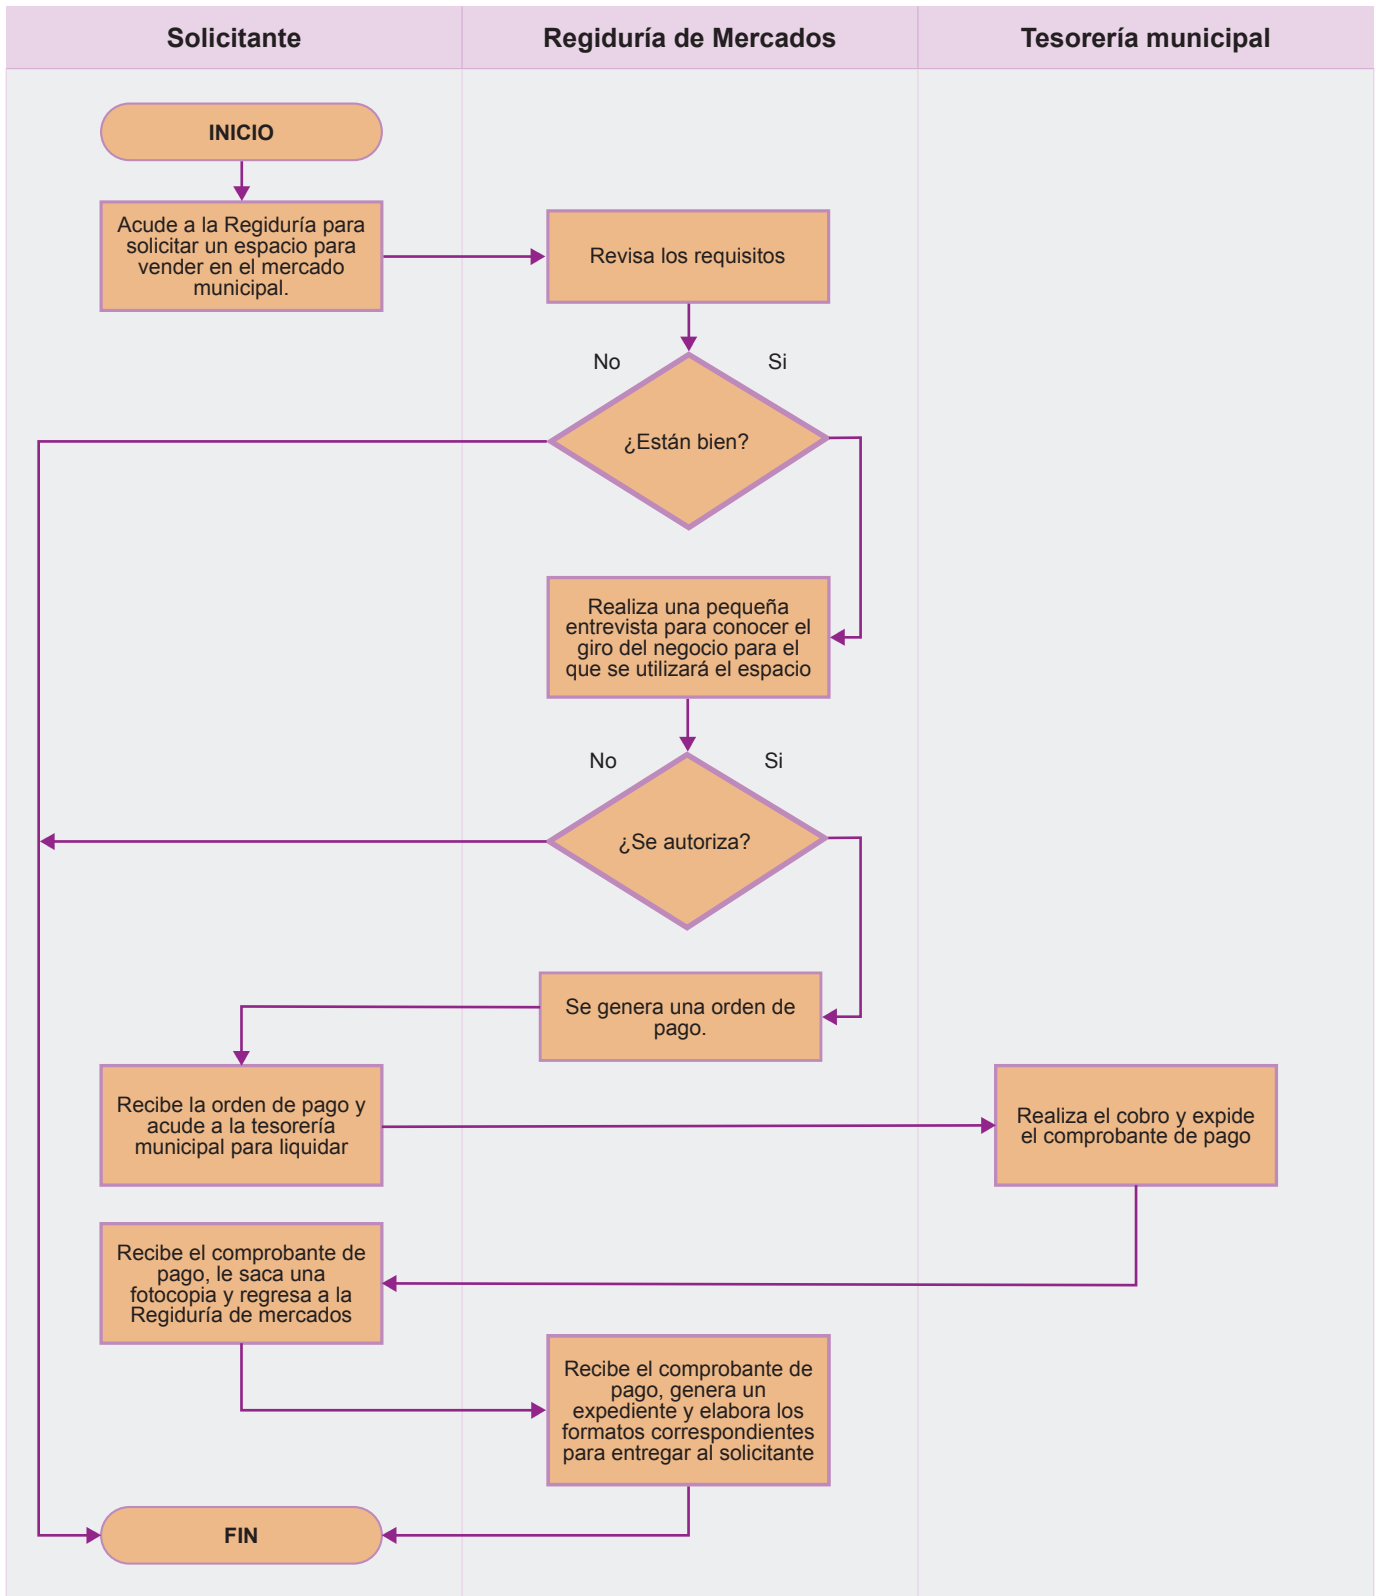 Solicitante
Regiduría de Mercados
Tesorería municipal
INICIO
Acude a la Regiduría para
solicitar un espacio para
vender en el mercado
municipal.
Revisa los requisitos
No
Si
¿Están bien?
Realiza una pequeña
entrevista para conocer el
giro del negocio para el
que se utilizará el espacio
No
Si
¿Se autoriza?
Se genera una orden de
pago.
Recibe la orden de pago y
acude a la tesorería
municipal para liquidar
Realiza el cobro y expide
el comprobante de pago
Recibe el comprobante de
pago, le saca una
fotocopia y regresa a la
Regiduría de mercados
Recibe el comprobante de
pago, genera un
expediente y elabora los
formatos correspondientes
para entregar al solicitante
FIN